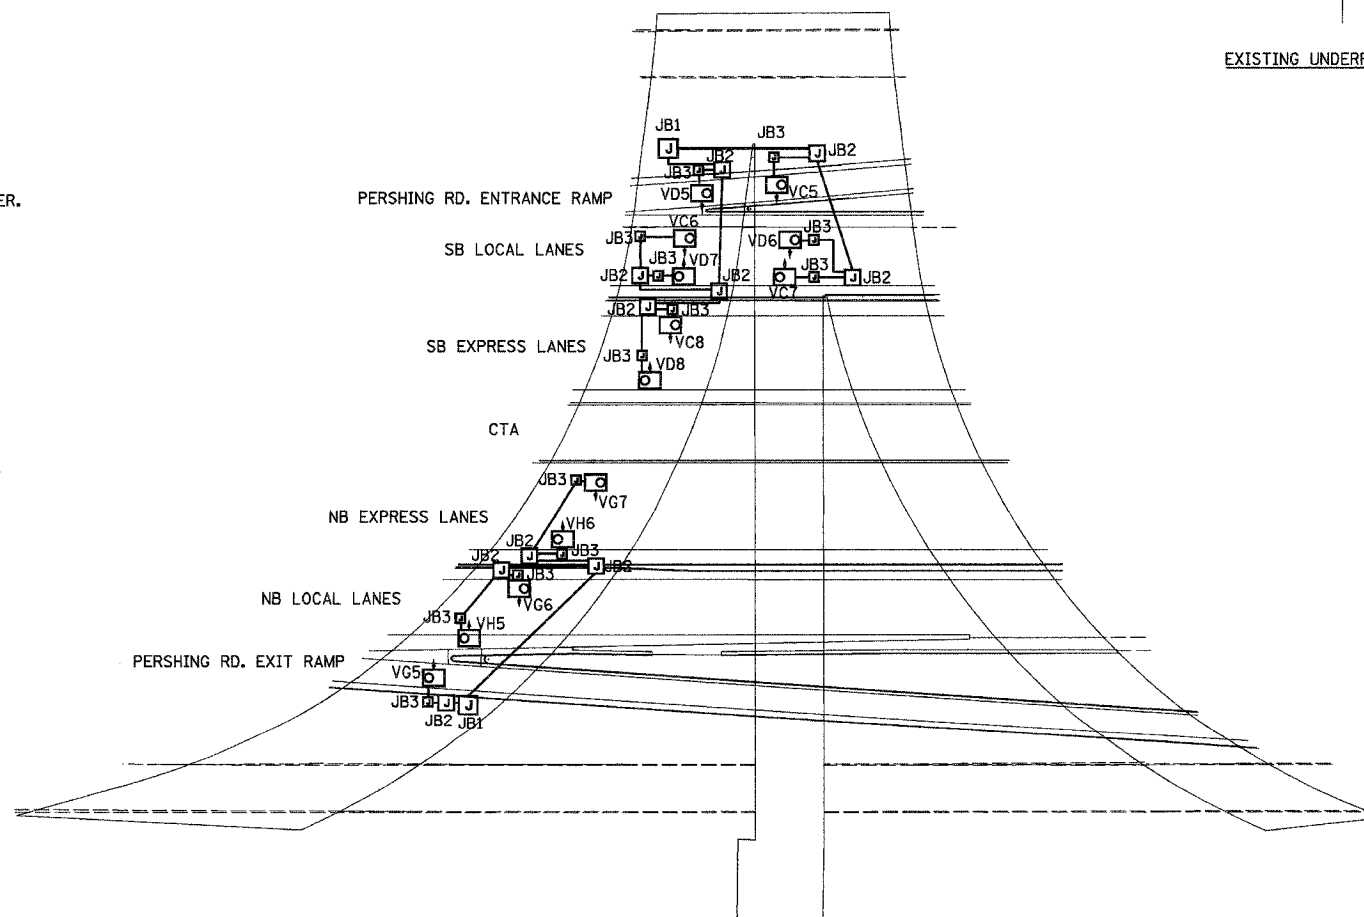 EXISTING UNDERP
JB1
JB3
J
JB2
J
JB2
JB3
J
J
J
ER.
PERSHING RD. ENTRANCE RAMP
VD5
VC5
VC6
JB3
J
VD6
JB3
J
SB LOCAL LANES
JB3
VD7
JB2
J
J
JB2
J
VC7
JB3
J
J
JB2
JB2
J
J
JB3
VC8
SB EXPRESS LANES
JB3
J
VD8
CTA
JB3
J
VG7
NB EXPRESS LANES
VH6
JB2
J
J
JB3
JB2
J
J
JB3
J
JB2
VG6
NB LOCAL LANES
JB3
J
VH5
PERSHING RD. EXIT RAMP
VG5
JB3
J
J
J
JB2
JB1